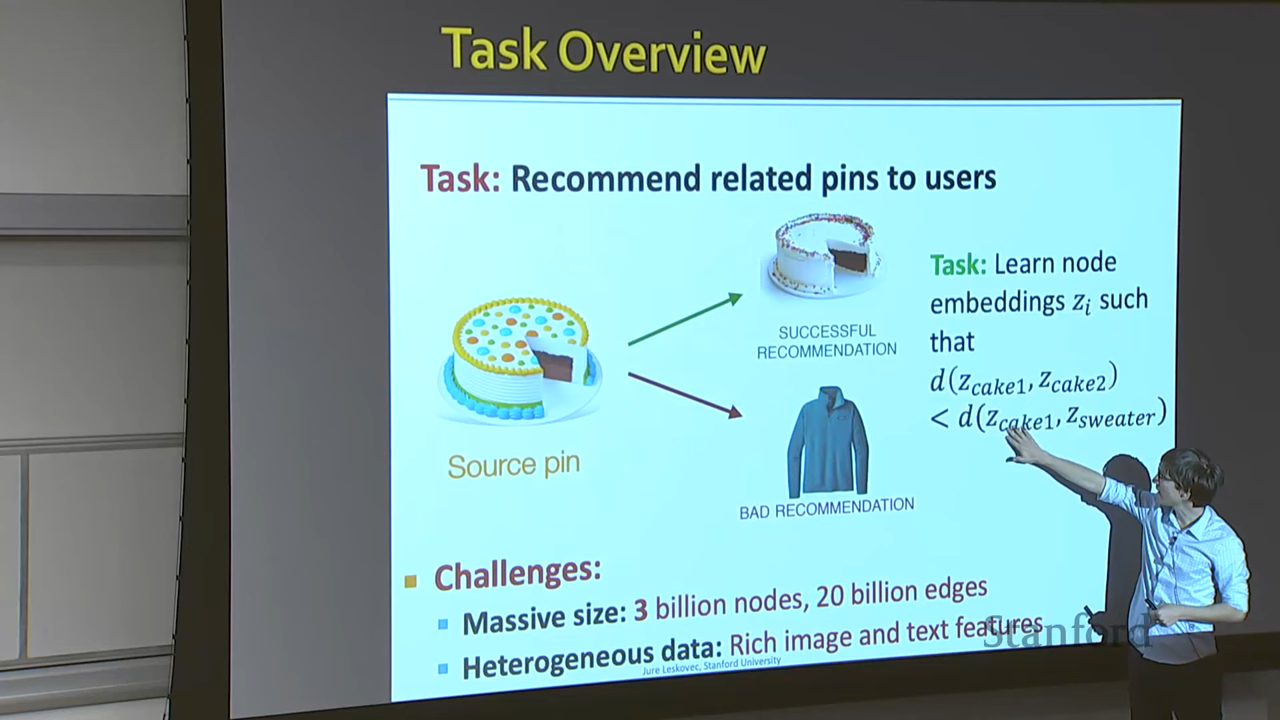 Task Overview
Task: Recommend related pins to users
SUCCESSFUL
RECOMMENDATION
Task: Learn node
embeddings z_i such
that
d(z_cake1, z_cake2)
< d(z_cake1, z_sweater)
Source pin
BAD RECOMMENDATION
Challenges:
Massive size: 3 billion nodes, 20 billion edges
Heterogeneous data: Rich image and text features
Jure Leskovec, Stanford University
Stanford